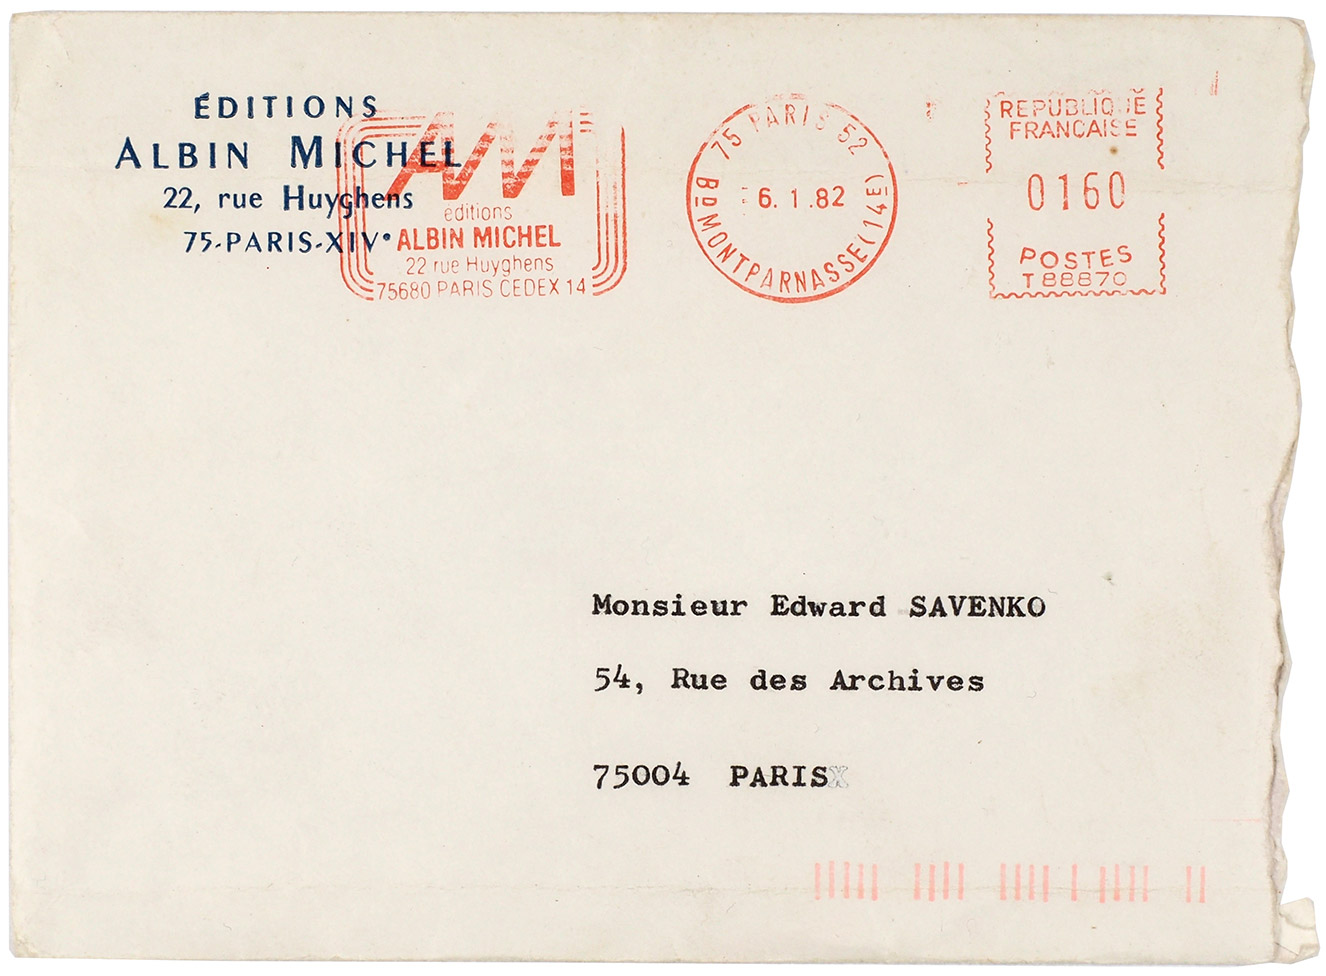 ÉDITIONS
ALBIN MICHEL
22, rue Huyghens
75-PARIS-XIVe
AM
editions
ALBIN MICHEL
22 rue Huyghens
75680 PARIS CEDEX 14
75 PARIS 52
-6. 1.82
BD MONTPARNASSE (14E)
REPUBLIQUE
FRANCAISE
0160
POSTES
T 88870
Monsieur Edward SAVENKO
54, Rue des Archives
75004 PARIS